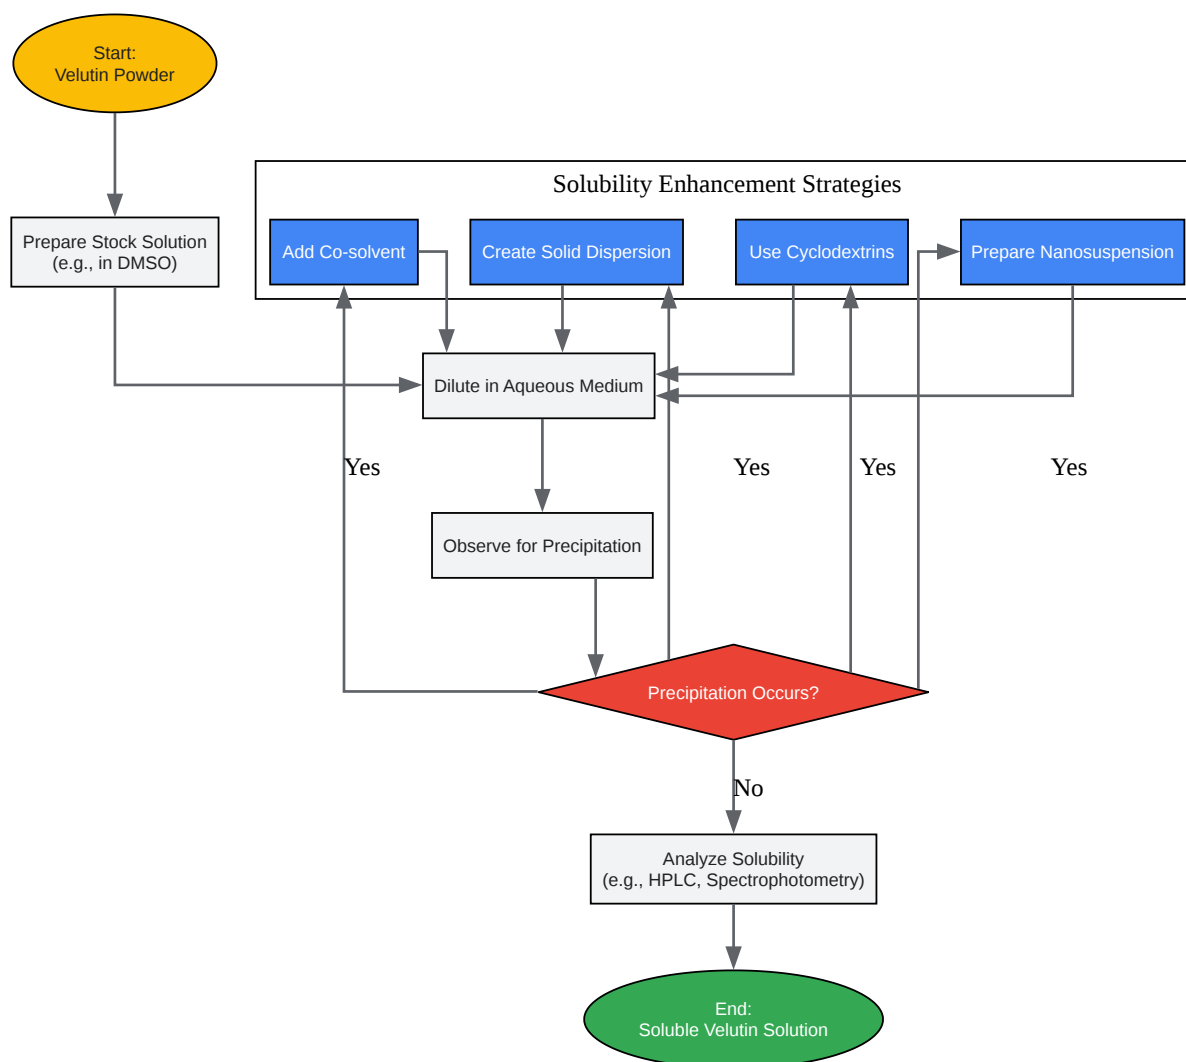 Start:
Velutin Powder
Solubility Enhancement Strategies
Prepare Stock Solution
(e.g., in DMSO)
Add Co-solvent
Create Solid Dispersion
Use Cyclodextrins
Prepare Nanosuspension
Dilute in Aqueous Medium
Yes
Yes
Yes
Yes
Observe for Precipitation
Precipitation Occurs?
No
Analyze Solubility
(e.g., HPLC, Spectrophotometry)
End:
Soluble Velutin Solution